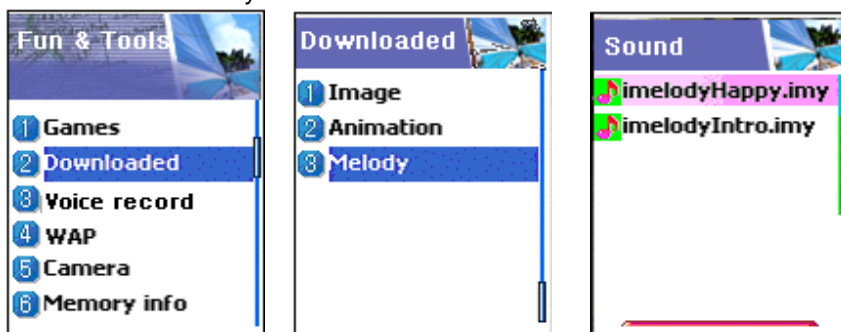 Fun & Tools
1 Games
2 Downloaded
3 Voice record
4 WAP
5 Camera
6 Memory info
Downloaded
1 Image
2 Animation
3 Melody
Sound
imelodyHappy.imy
imelodyIntro.imy